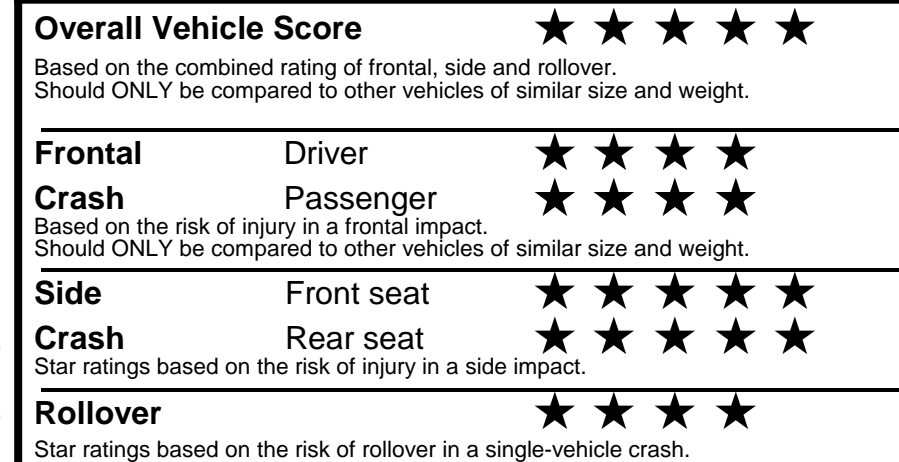 Overall Vehicle Score ★ ★ ★ ★ ★
Based on the combined rating of frontal, side and rollover.
Should ONLY be compared to other vehicles of similar size and weight.
Frontal Driver ★ ★ ★ ★
Crash Passenger ★ ★ ★ ★
Based on the risk of injury in a frontal impact.
Should ONLY be compared to other vehicles of similar size and weight.
Side Front seat ★ ★ ★ ★ ★
Crash Rear seat ★ ★ ★ ★ ★
Star ratings based on the risk of injury in a side impact.
Rollover ★ ★ ★ ★
Star ratings based on the risk of rollover in a single-vehicle crash.